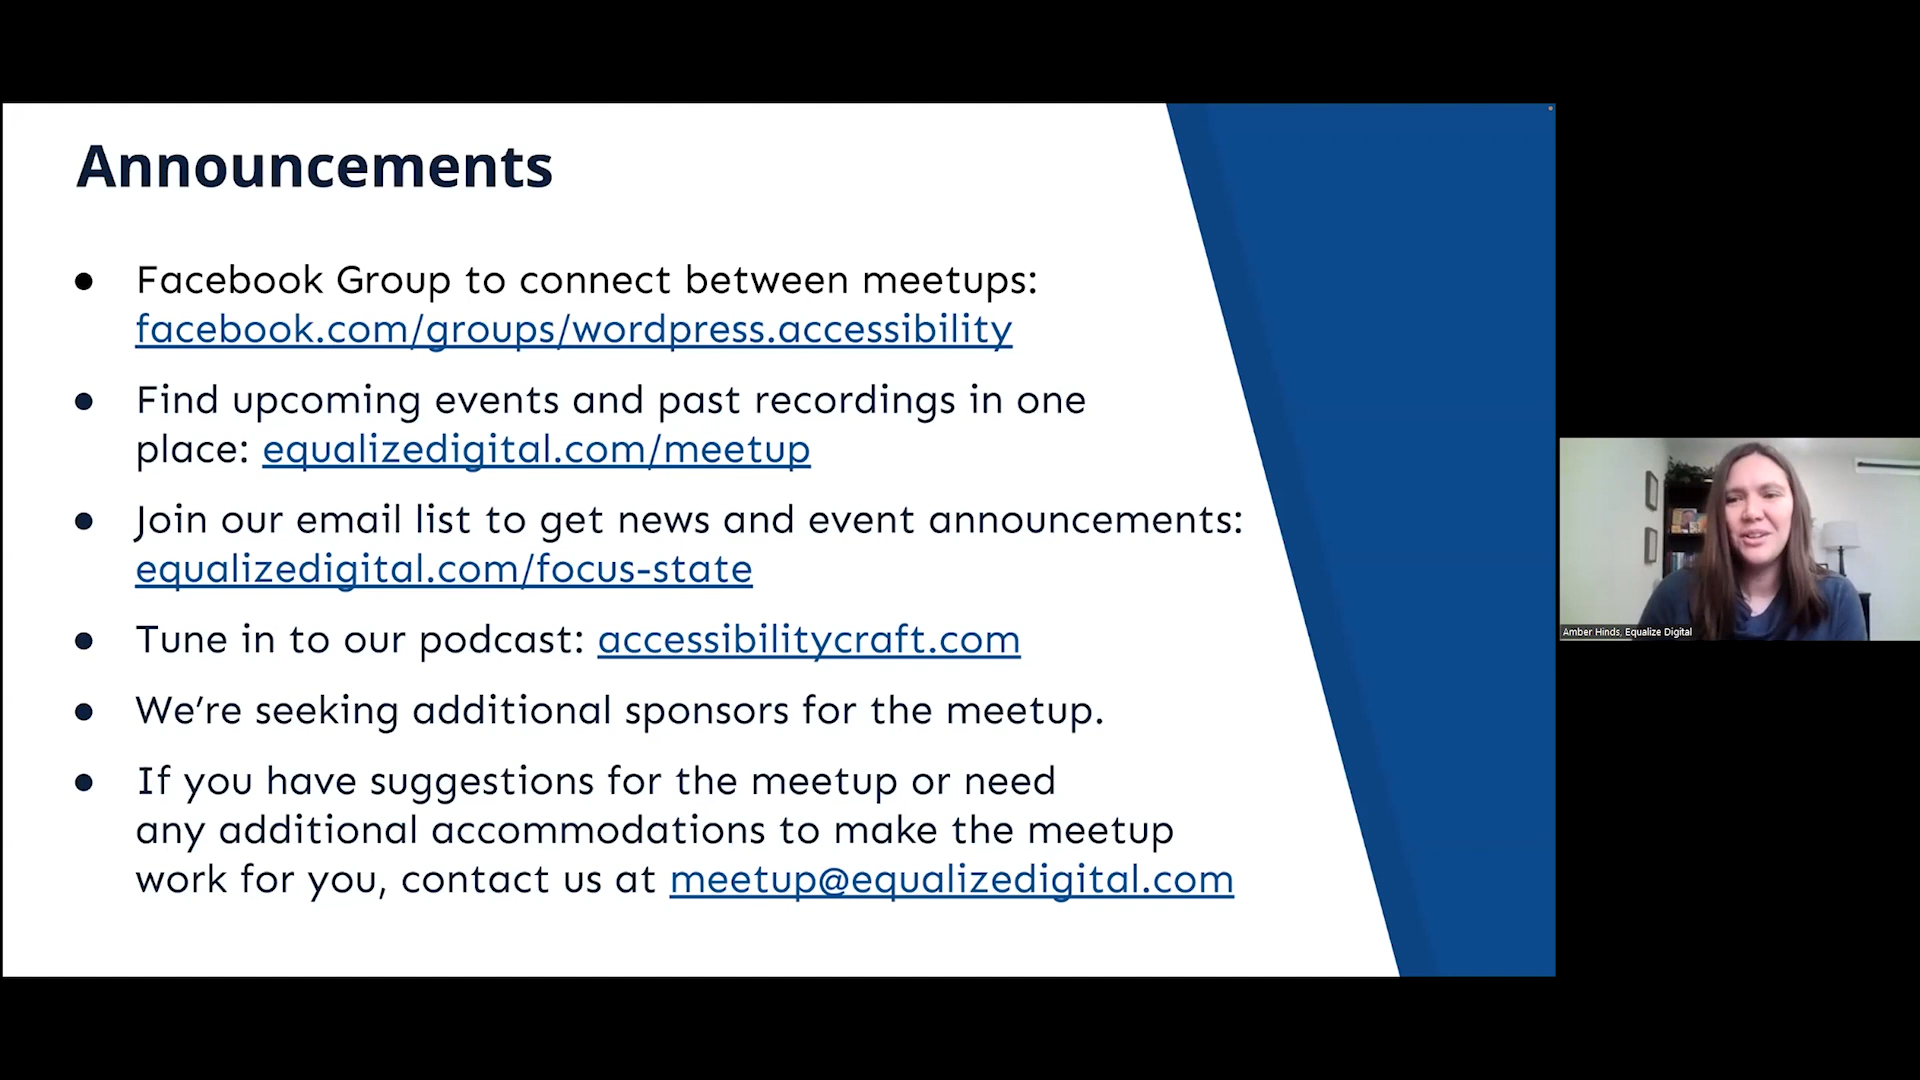 Announcements
● Facebook Group to connect between meetups:
facebook.com/groups/wordpress.accessibility
● Find upcoming events and past recordings in one
place: equalizedigital.com/meetup
● Join our email list to get news and event announcements:
equalizedigital.com/focus-state
● Tune in to our podcast: accessibilitycraft.com
● We’re seeking additional sponsors for the meetup.
● If you have suggestions for the meetup or need
any additional accommodations to make the meetup
work for you, contact us at meetup@equalizedigital.com
Amber Hinds, Equalize Digital